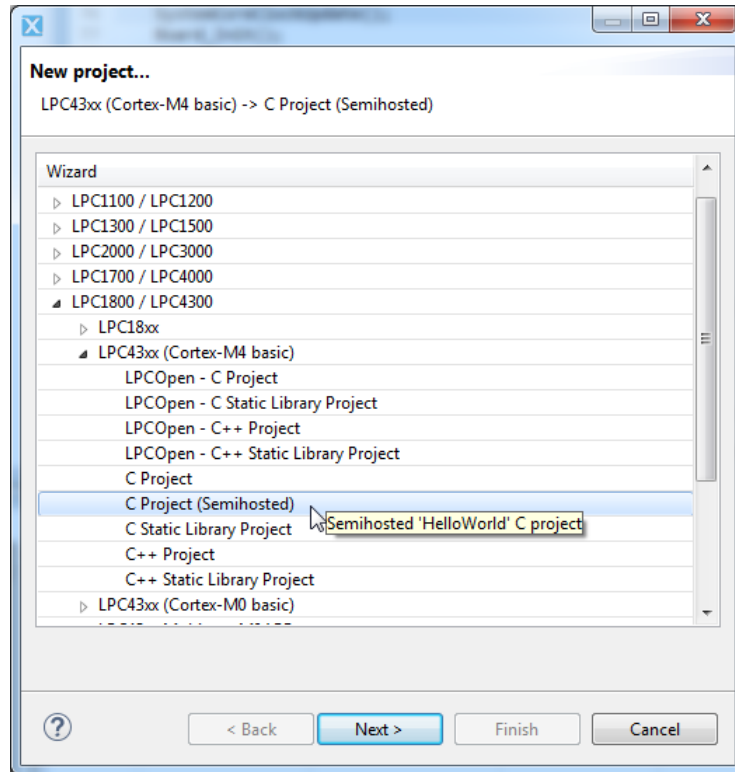 X
New project...
LPC43xx (Cortex-M4 basic) -> C Project (Semihosted)
Wizard
LPC1100 / LPC1200
LPC1300 / LPC1500
LPC2000 / LPC3000
LPC1700 / LPC4000
LPC1800 / LPC4300
LPC18xx
LPC43xx (Cortex-M4 basic)
LPCOpen - C Project
LPCOpen - C Static Library Project
LPCOpen - C++ Project
LPCOpen - C++ Static Library Project
C Project
C Project (Semihosted)
Semihosted 'HelloWorld' C project
C Static Library Project
C++ Project
C++ Static Library Project
LPC43xx (Cortex-M0 basic)
? < Back Next > Finish Cancel